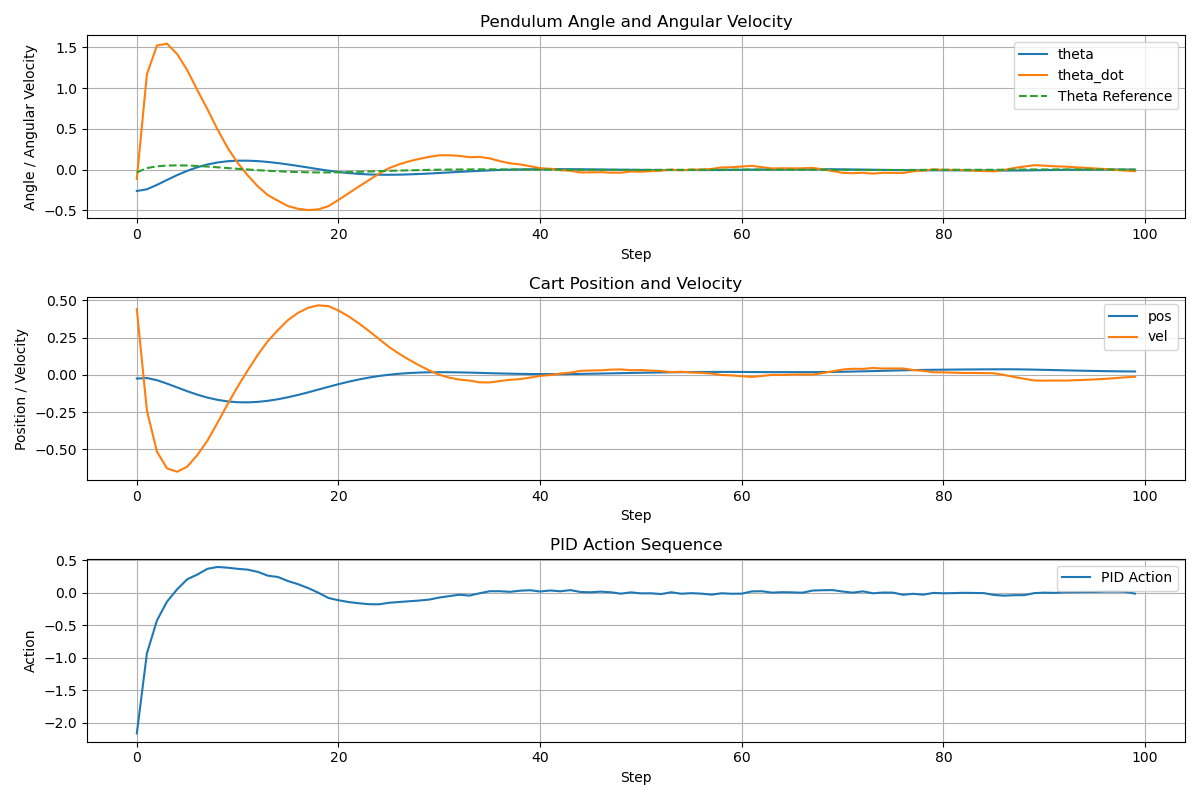 Pendulum Angle and Angular Velocity
Angle / Angular Velocity
1.5
1.0
0.5
0.0
−0.5
theta
theta_dot
Theta Reference
0 20 40 60 80 100
Step
Cart Position and Velocity
Position / Velocity
0.50
0.25
0.00
−0.25
−0.50
pos
vel
0 20 40 60 80 100
Step
PID Action Sequence
Action
0.5
0.0
−0.5
−1.0
−1.5
−2.0
PID Action
0 20 40 60 80 100
Step